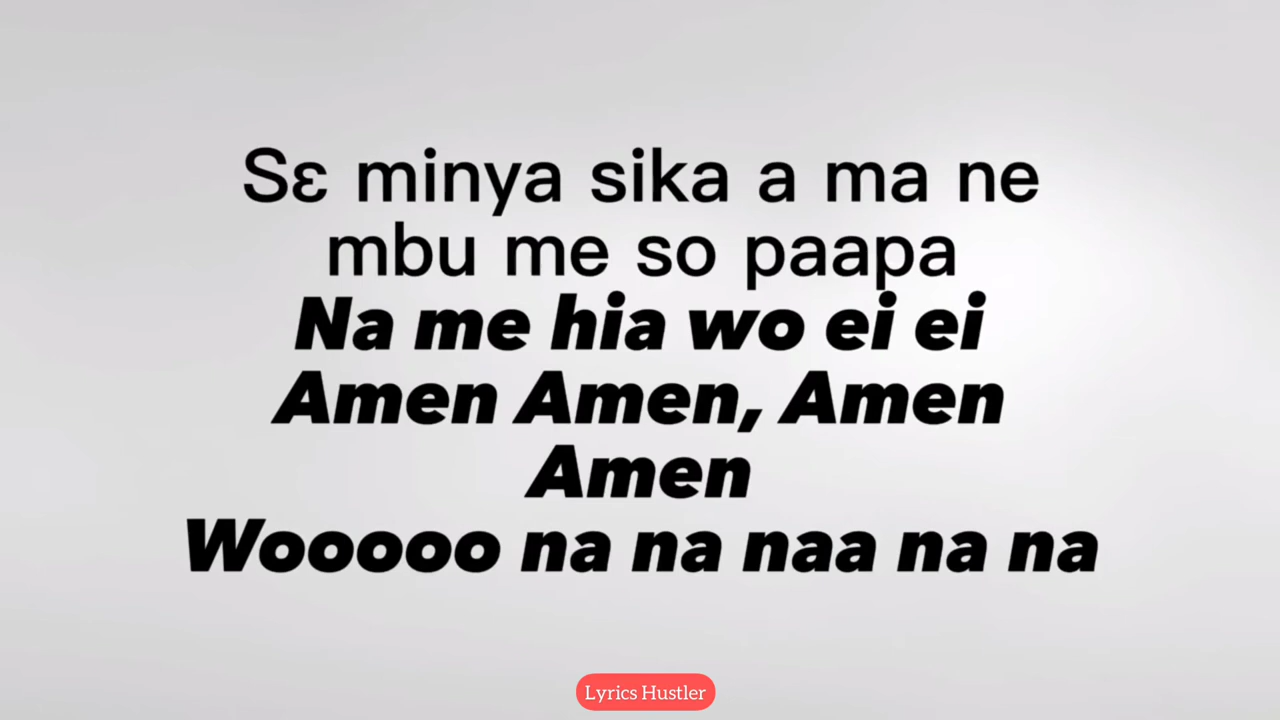 Sɛ minya sika a ma ne
mbu me so paapa
Na me hia wo ei ei
Amen Amen, Amen
Amen
Wooooo na na naa na na
Lyrics Hustler